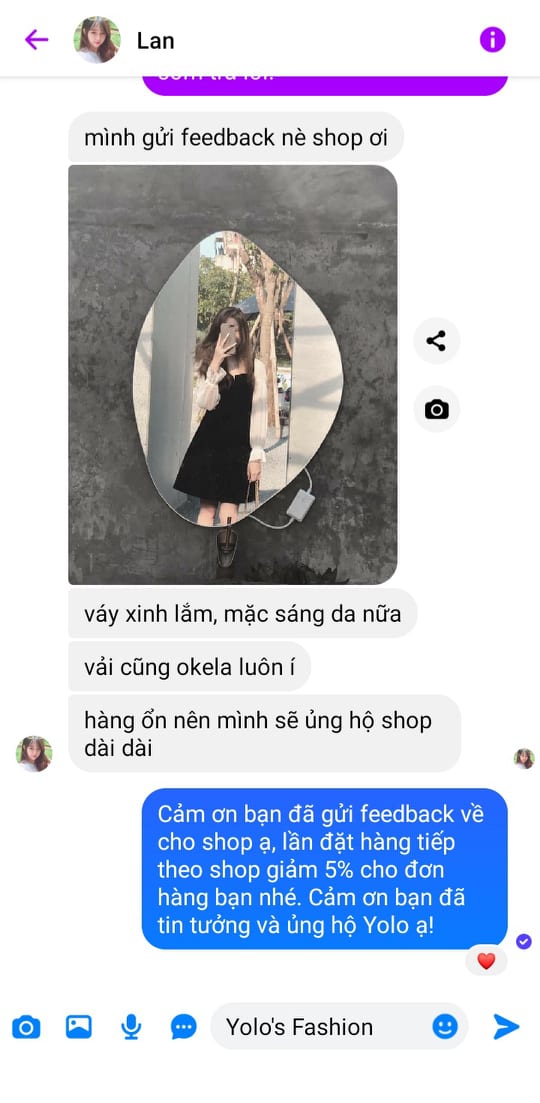 Lan
mình gửi feedback nè shop ơi
váy xinh lắm, mặc sáng da nữa
vải cũng okela luôn í
hàng ổn nên mình sẽ ủng hộ shop
dài dài
Cảm ơn bạn đã gửi feedback về
cho shop ạ, lần đặt hàng tiếp
theo shop giảm 5% cho đơn
hàng bạn nhé. Cảm ơn bạn đã
tin tưởng và ủng hộ Yolo ạ!
Yolo's Fashion